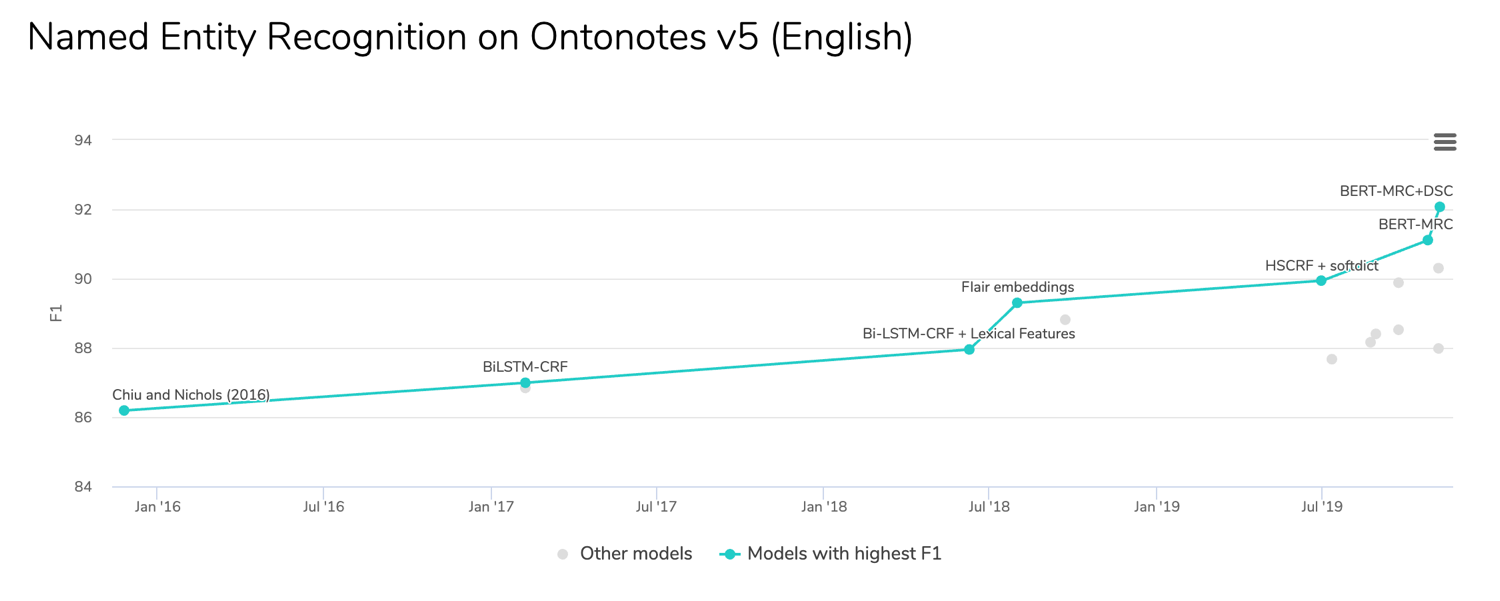 Named Entity Recognition on Ontonotes v5 (English)
94
BERT-MRC+DSC
92
BERT-MRC
90
HSCRF + softdict
Flair embeddings
F1
88
Bi-LSTM-CRF + Lexical Features
BiLSTM-CRF
Chiu and Nichols (2016)
86
84
Jan '16 Jul '16 Jan '17 Jul '17 Jan '18 Jul '18 Jan '19 Jul '19
Other models Models with highest F1